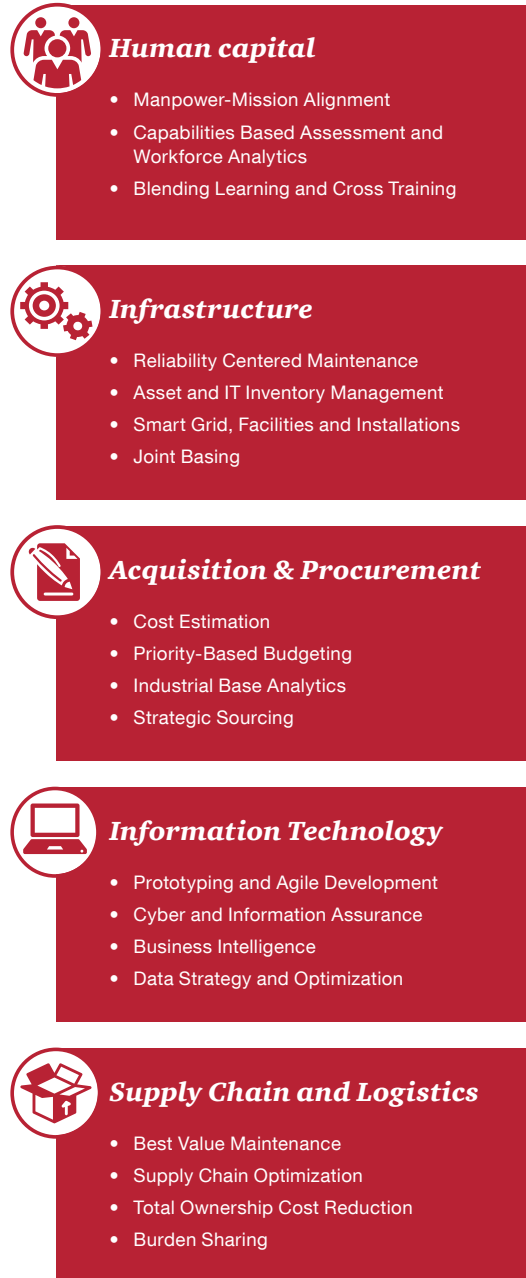 Human capital
• Manpower-Mission Alignment
• Capabilities Based Assessment and
Workforce Analytics
• Blending Learning and Cross Training
Infrastructure
• Reliability Centered Maintenance
• Asset and IT Inventory Management
• Smart Grid, Facilities and Installations
• Joint Basing
Acquisition & Procurement
• Cost Estimation
• Priority-Based Budgeting
• Industrial Base Analytics
• Strategic Sourcing
Information Technology
• Prototyping and Agile Development
• Cyber and Information Assurance
• Business Intelligence
• Data Strategy and Optimization
Supply Chain and Logistics
• Best Value Maintenance
• Supply Chain Optimization
• Total Ownership Cost Reduction
• Burden Sharing